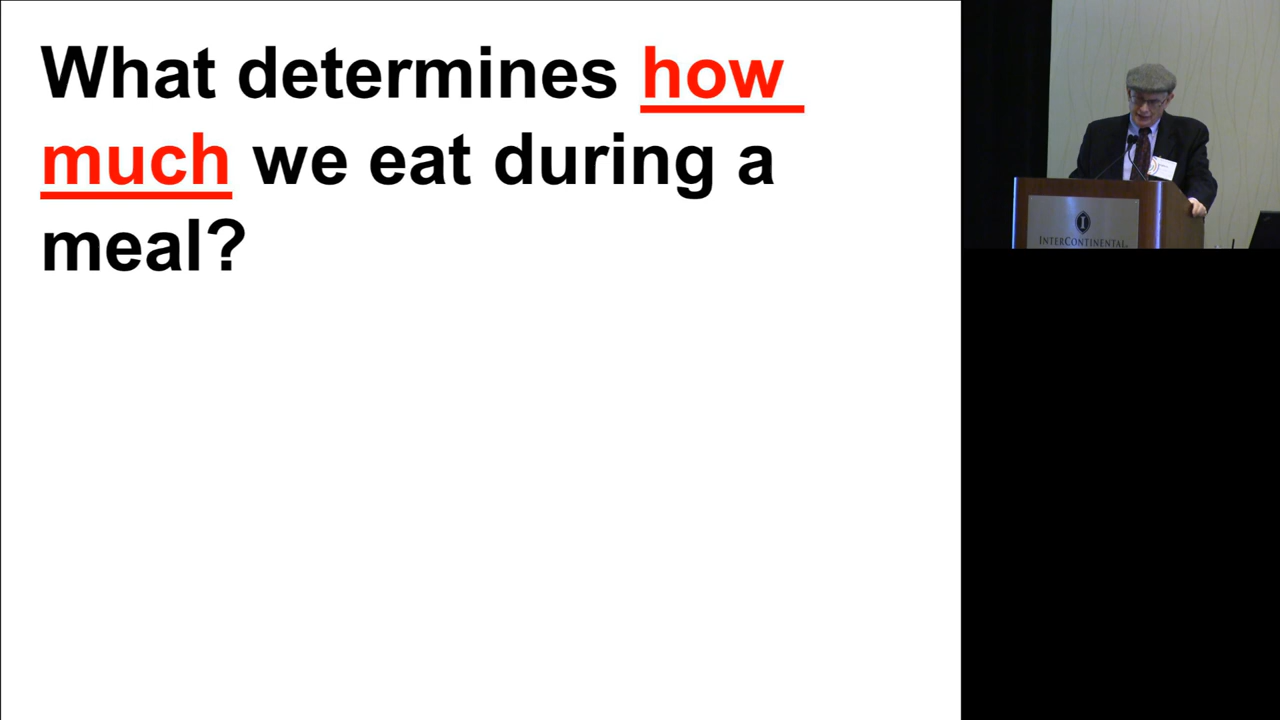 What determines how
much we eat during a
meal?
I
INTERCONTINENTAL